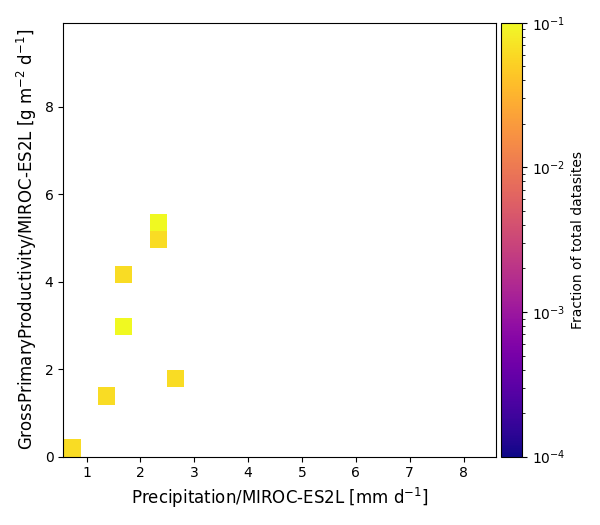 GrossPrimaryProductivity/MIROC-ES2L [g m⁻² d⁻¹]
8
6
4
2
0
1 2 3 4 5 6 7 8
Precipitation/MIROC-ES2L [mm d⁻¹]
10⁻¹
10⁻²
10⁻³
10⁻⁴
Fraction of total datasites